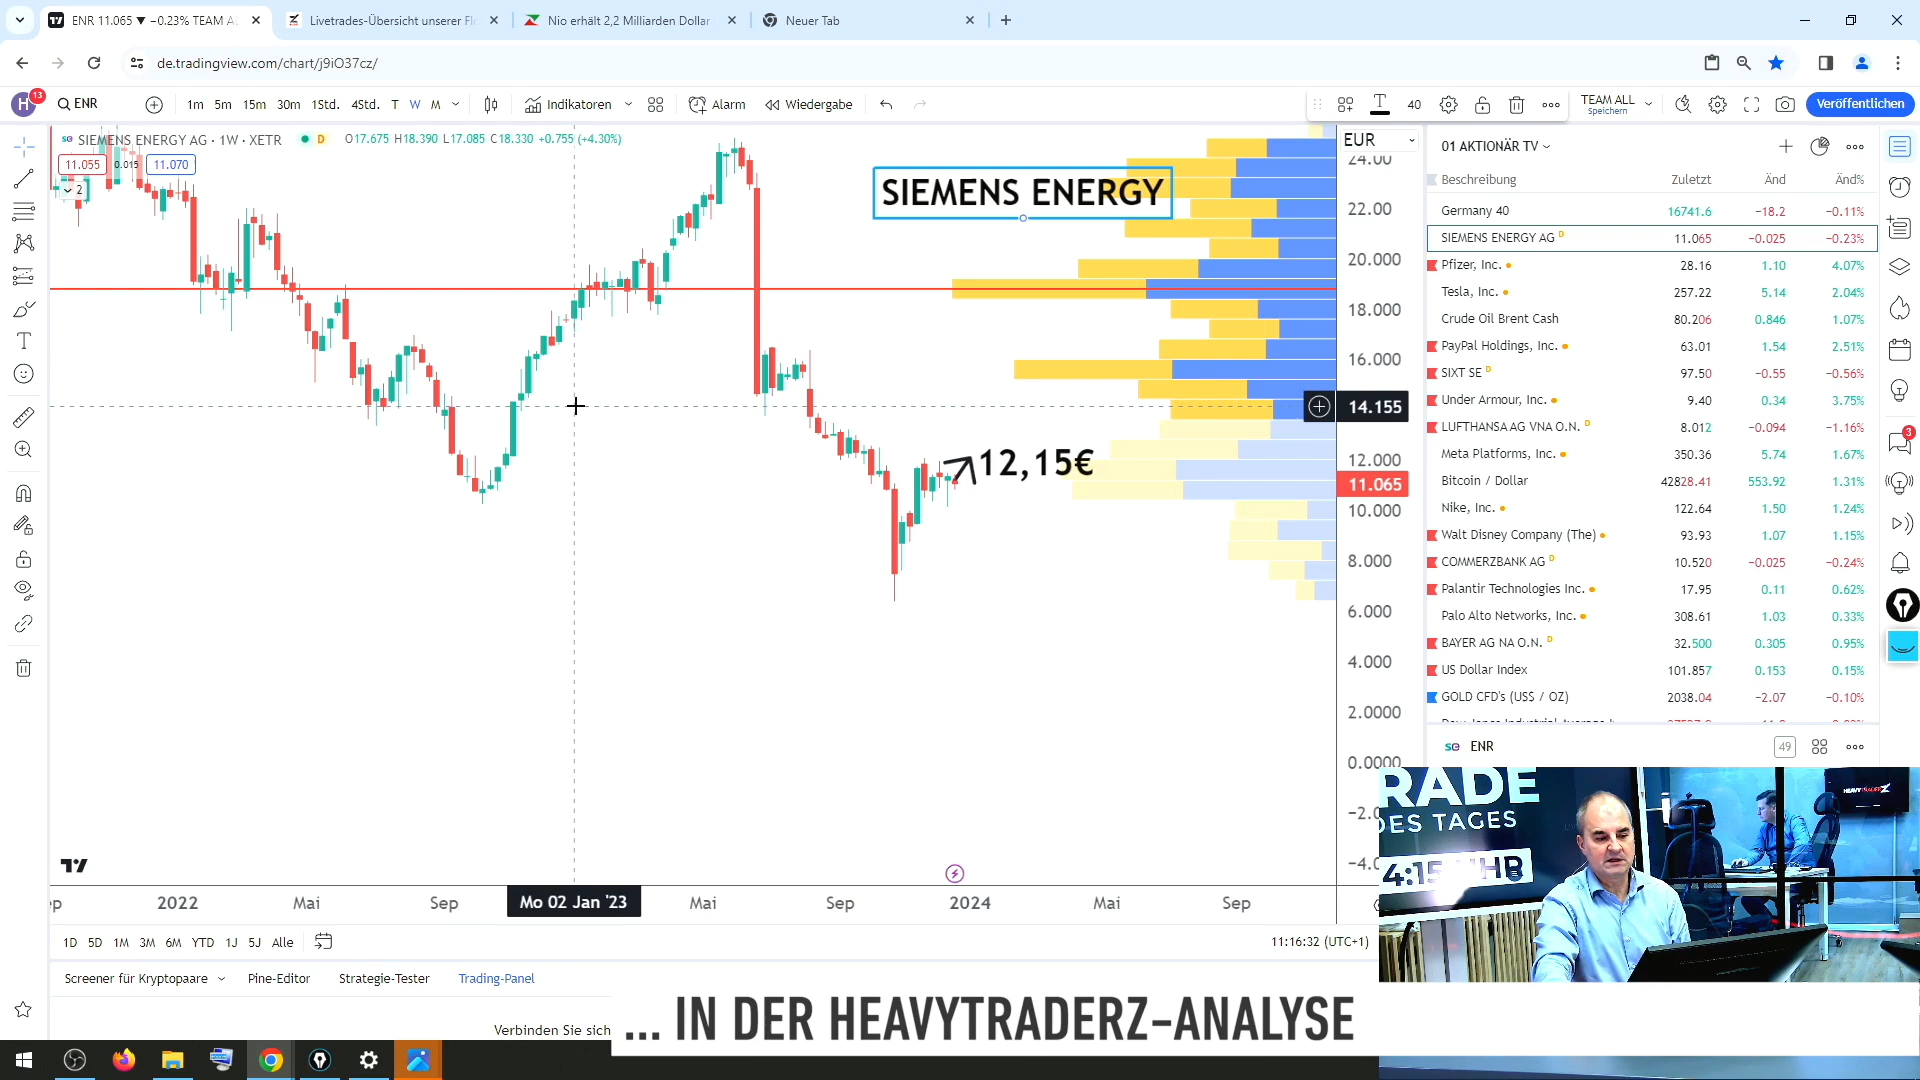 ENR 11.065 ▼ −0.23% TEAM A
Livetrades-Übersicht unserer Fl
Nio erhält 2,2 Milliarden Dollar
Neuer Tab
de.tradingview.com/chart/j9iO37cz/
H
13
ENR
1m 5m 15m 30m 1Std. 4Std. T W M
Indikatoren
Alarm
Wiedergabe
40
TEAM ALL
Speichern
Veröffentlichen
SIEMENS ENERGY AG · 1W · XETR
D
O17.675 H18.390 L17.085 C18.330 +0.755 (+4.30%)
11.055 0.015 11.070
2
SIEMENS ENERGY
12,15€
EUR
24.00
22.00
20.000
18.000
16.000
14.155
12.000
11.065
10.000
8.000
6.000
4.000
2.0000
0.0000
−2.0
−4.0
2022 Mai Sep Mo 02 Jan '23 Mai Sep 2024 Mai Sep
1D 5D 1M 3M 6M YTD 1J 5J Alle
11:16:32 (UTC+1)
Screener für Kryptopaare Pine-Editor Strategie-Tester Trading-Panel
Verbinden Sie sich
01 AKTIONÄR TV
Beschreibung Zuletzt Änd Änd%
Germany 40 16741.6 −18.2 −0.11%
SIEMENS ENERGY AG D 11.065 −0.025 −0.23%
Pfizer, Inc. 28.16 1.10 4.07%
Tesla, Inc. 257.22 5.14 2.04%
Crude Oil Brent Cash 80.206 0.846 1.07%
PayPal Holdings, Inc. 63.01 1.54 2.51%
SIXT SE D 97.50 −0.55 −0.56%
Under Armour, Inc. 9.40 0.34 3.75%
LUFTHANSA AG VNA O.N. D 8.012 −0.094 −1.16%
Meta Platforms, Inc. 350.36 5.74 1.67%
Bitcoin / Dollar 42828.41 553.92 1.31%
Nike, Inc. 122.64 1.50 1.24%
Walt Disney Company (The) 93.93 1.07 1.15%
COMMERZBANK AG D 10.520 −0.025 −0.24%
Palantir Technologies Inc. 17.95 0.11 0.62%
Palo Alto Networks, Inc. 308.61 1.03 0.33%
BAYER AG NA O.N. D 32.500 0.305 0.95%
US Dollar Index 101.857 0.153 0.15%
GOLD CFD's (US$ / OZ) 2038.04 −2.07 −0.10%
3
se ENR
49
RADE
DES TAGES
4:15 UHR
HEAVYTRADERZ
... IN DER HEAVYTRADERZ-ANALYSE